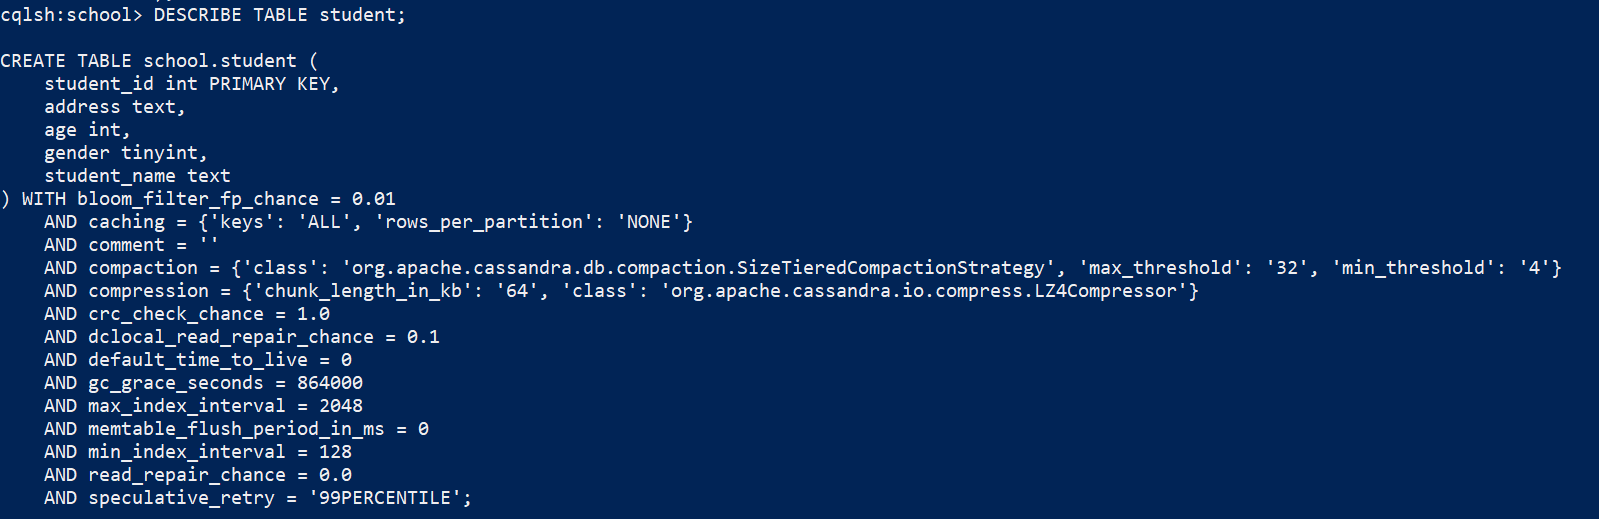 cqlsh:school> DESCRIBE TABLE student;
CREATE TABLE school.student (
    student_id int PRIMARY KEY,
    address text,
    age int,
    gender tinyint,
    student_name text
) WITH bloom_filter_fp_chance = 0.01
    AND caching = {'keys': 'ALL', 'rows_per_partition': 'NONE'}
    AND comment = ''
    AND compaction = {'class': 'org.apache.cassandra.db.compaction.SizeTieredCompactionStrategy', 'max_threshold': '32', 'min_threshold': '4'}
    AND compression = {'chunk_length_in_kb': '64', 'class': 'org.apache.cassandra.io.compress.LZ4Compressor'}
    AND crc_check_chance = 1.0
    AND dclocal_read_repair_chance = 0.1
    AND default_time_to_live = 0
    AND gc_grace_seconds = 864000
    AND max_index_interval = 2048
    AND memtable_flush_period_in_ms = 0
    AND min_index_interval = 128
    AND read_repair_chance = 0.0
    AND speculative_retry = '99PERCENTILE';